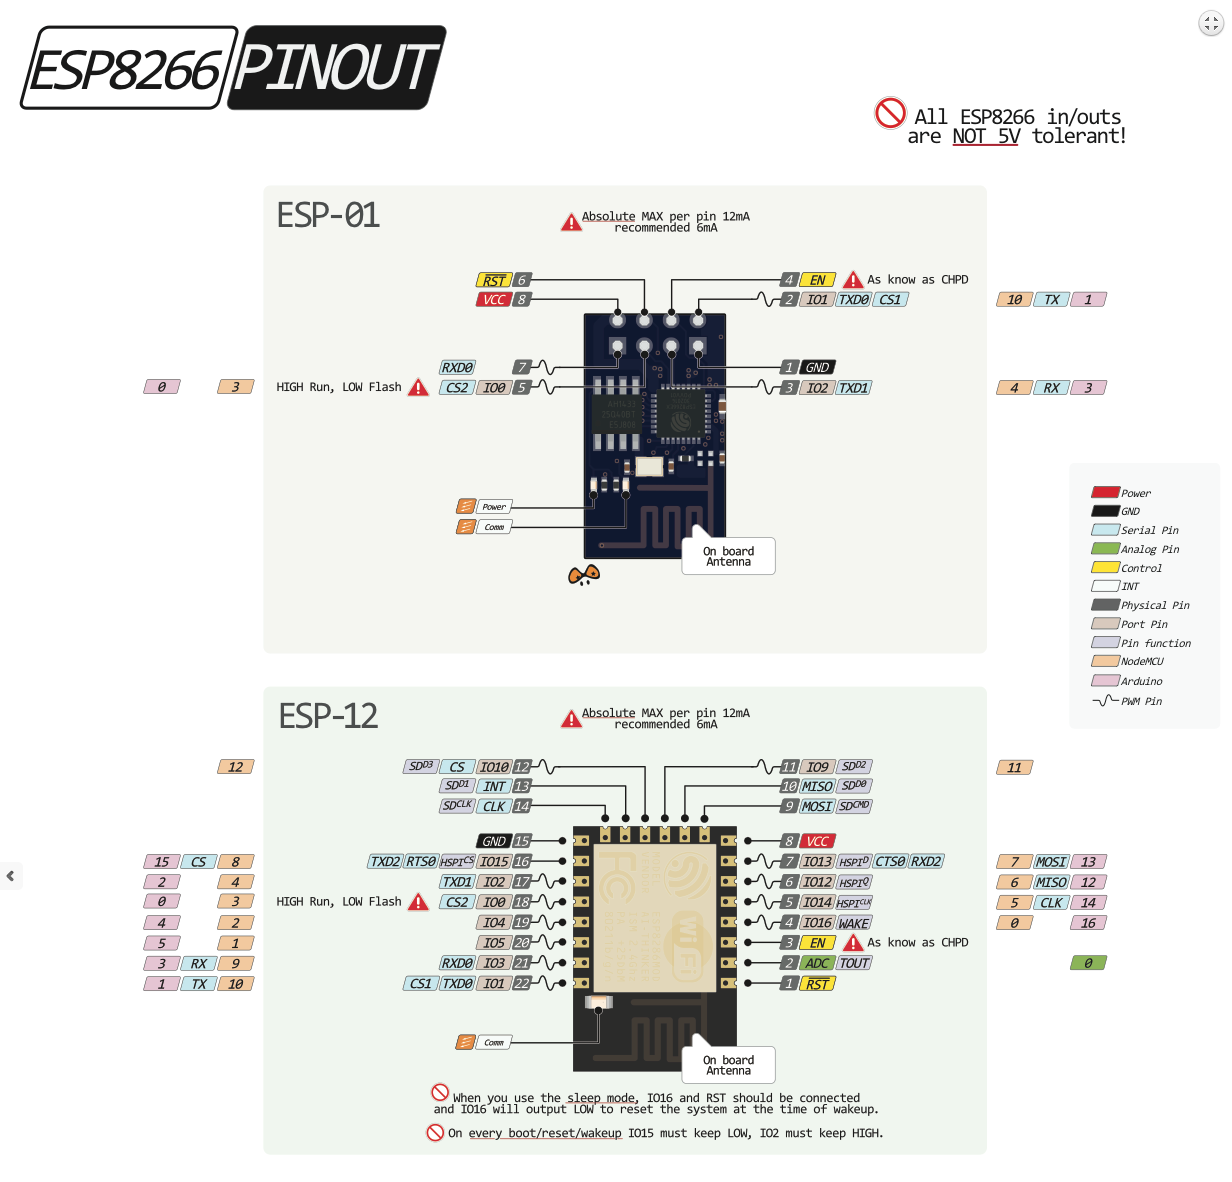 ESP8266 PINOUT
All ESP8266 in/outs
are NOT 5V tolerant!
ESP-01
Absolute MAX per pin 12mA
recommended 6mA
RST 6
4 EN As know as CHPD
VCC 8
2 IO1 TXD0 CS1 10 TX 1
RXD0 7
1 GND
0 3 HIGH Run, LOW Flash CS2 IO0 5
3 IO2 TXD1 4 RX 3
Power
Comm
On board
Antenna
Power
GND
Serial Pin
Analog Pin
Control
INT
Physical Pin
Port Pin
Pin function
NodeMCU
Arduino
PWM Pin
ESP-12
Absolute MAX per pin 12mA
recommended 6mA
12 SDD3 CS IO10 12
11 IO9 SDD2 11
SDD1 INT 13
10 MISO SDD0
SDCLK CLK 14
9 MOSI SDCMD
GND 15
8 VCC
15 CS 8 TXD2 RTS0 HSPICS IO15 16
7 IO13 HSPID CTS0 RXD2 7 MOSI 13
2 4 TXD1 IO2 17
6 IO12 HSPIQ 6 MISO 12
0 3 HIGH Run, LOW Flash CS2 IO0 18
5 IO14 HSPICLK 5 CLK 14
4 2 IO4 19
4 IO16 WAKE 0 16
5 1 IO5 20
3 EN As know as CHPD
3 RX 9 RXD0 IO3 21
2 ADC TOUT 0
1 TX 10 CS1 TXD0 IO1 22
1 RST
FC
WiFi
Comm
On board
Antenna
When you use the sleep mode, IO16 and RST should be connected
and IO16 will output LOW to reset the system at the time of wakeup.
On every boot/reset/wakeup IO15 must keep LOW, IO2 must keep HIGH.